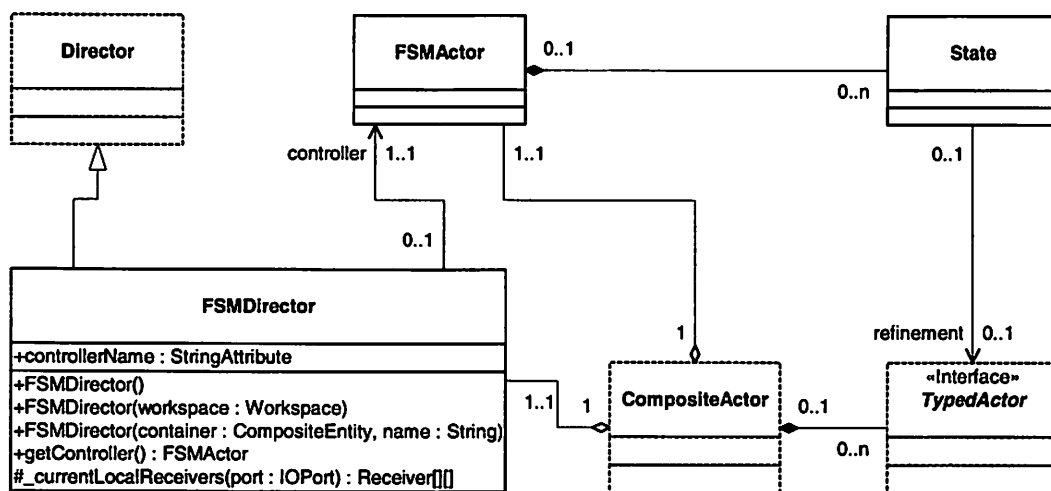 Director
FSMActor
0..1
0..n
State
controller
1..1
1..1
0..1
0..1
FSMDirector
+controllerName : StringAttribute
+FSMDirector()
+FSMDirector(workspace : Workspace)
+FSMDirector(container : CompositeEntity, name : String)
+getController() : FSMActor
#_currentLocalReceivers(port : IOPort) : Receiver[][]
1..1
1
1
CompositeActor
0..1
0..n
refinement
0..1
«Interface»
TypedActor